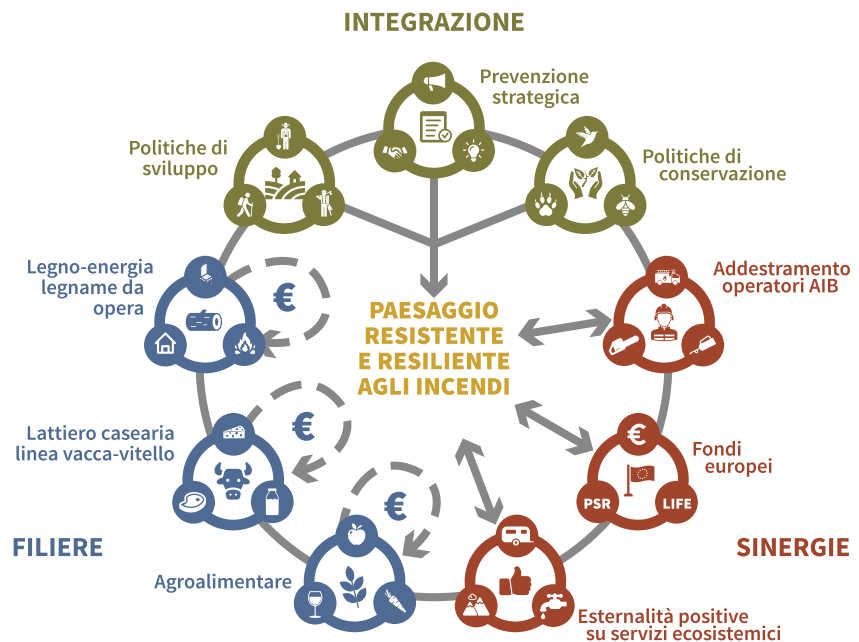 INTEGRAZIONE
Prevenzione
strategica
Politiche di
sviluppo
Politiche di
conservazione
Legno-energia
legname da
opera
€
Addestramento
operatori AIB
PAESAGGIO
RESISTENTE
E RESILIENTE
AGLI INCENDI
Lattiero casearia
linea vacca-vitello
€
€
Fondi
europei
PSR
LIFE
€
FILIERE
SINERGIE
Agroalimentare
Esternalità positive
su servizi ecosistemici